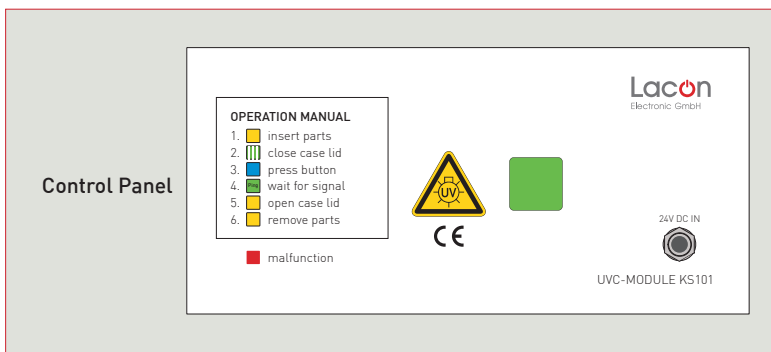 Control Panel
OPERATION MANUAL
1. insert parts
2. close case lid
3. press button
4. Ping wait for signal
5. open case lid
6. remove parts
malfunction
UV
CE
Lacon
Electronic GmbH
24V DC IN
UVC-MODULE KS101